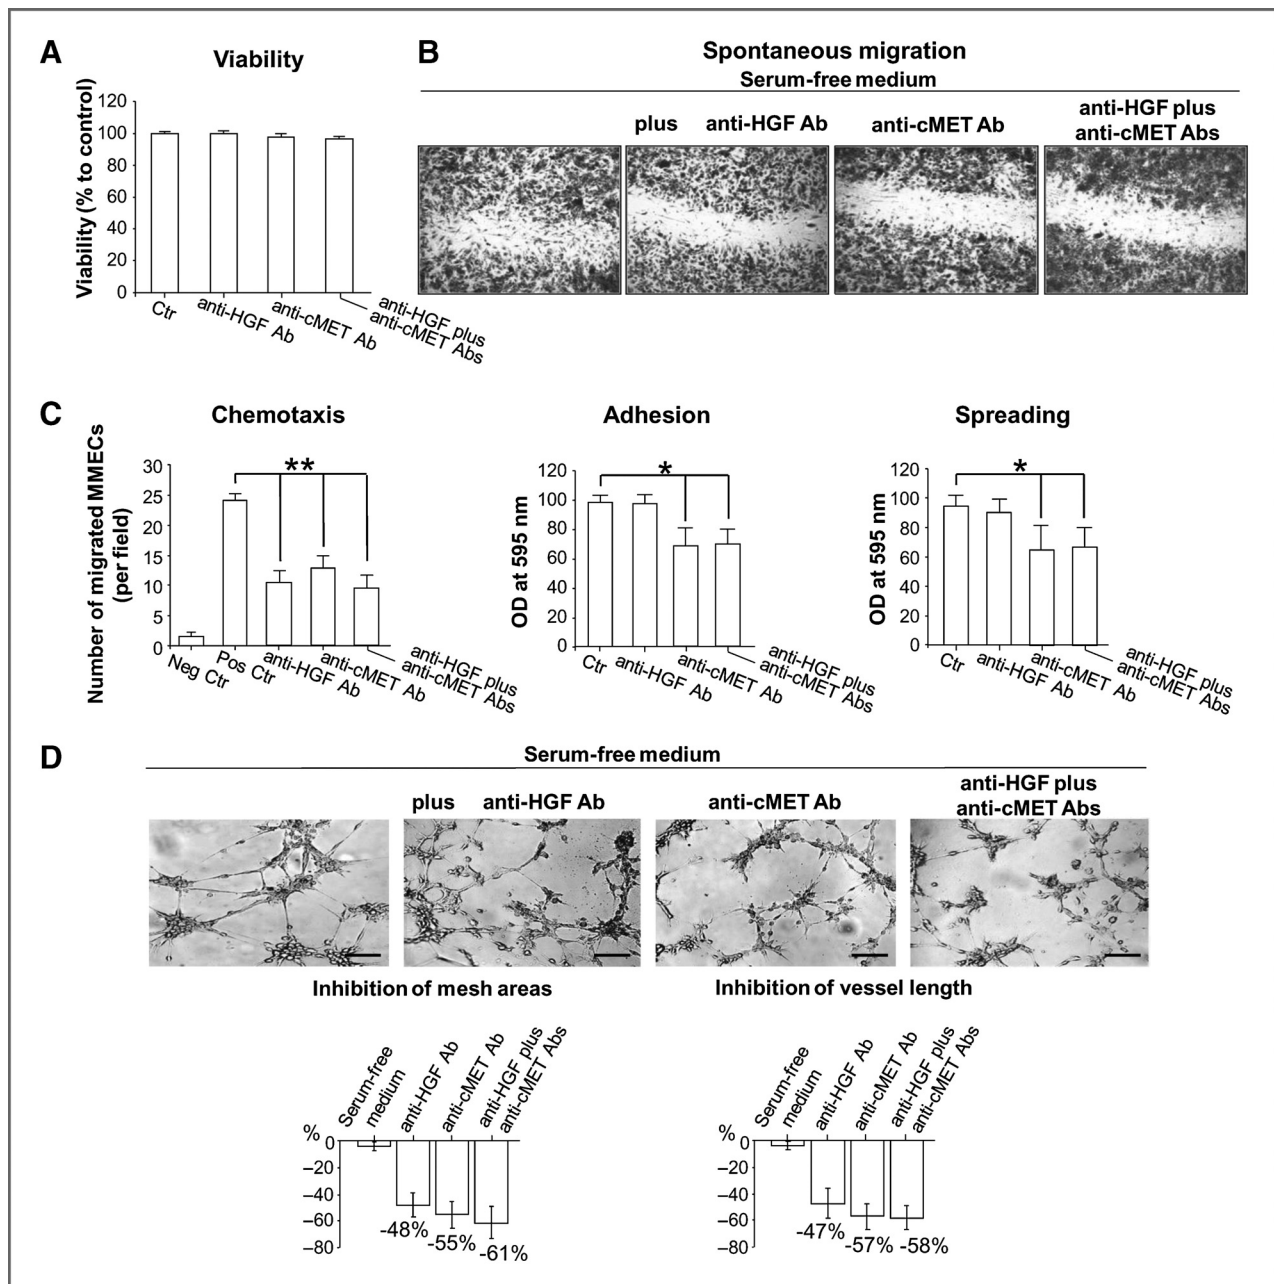 A
Viability
Viability (% to control)
120
100
80
60
40
20
0
Ctr
anti-HGF Ab
anti-cMET Ab
anti-HGF plus
anti-cMET Abs
B
Spontaneous migration
Serum-free medium
plus anti-HGF Ab
anti-cMET Ab
anti-HGF plus
anti-cMET Abs
C
Chemotaxis
Number of migrated MMECs
(per field)
30
25
20
15
10
5
0
**
Neg Ctr
Pos Ctr
anti-HGF Ab
anti-cMET Ab
anti-HGF plus
anti-cMET Abs
Adhesion
OD at 595 nm
120
100
80
60
40
20
0
*
Ctr
anti-HGF Ab
anti-cMET Ab
anti-HGF plus
anti-cMET Abs
Spreading
OD at 595 nm
120
100
80
60
40
20
0
*
Ctr
anti-HGF Ab
anti-cMET Ab
anti-HGF plus
anti-cMET Abs
D
Serum-free medium
plus anti-HGF Ab
anti-cMET Ab
anti-HGF plus
anti-cMET Abs
Inhibition of mesh areas
Serum-free
medium
anti-HGF Ab
anti-cMET Ab
anti-HGF plus
anti-cMET Abs
%
0
–20
–40
–60
–80
-48%
-55%
-61%
Inhibition of vessel length
Serum-free
medium
anti-HGF Ab
anti-cMET Ab
anti-HGF plus
anti-cMET Abs
%
0
–20
–40
–60
–80
-47%
-57%
-58%